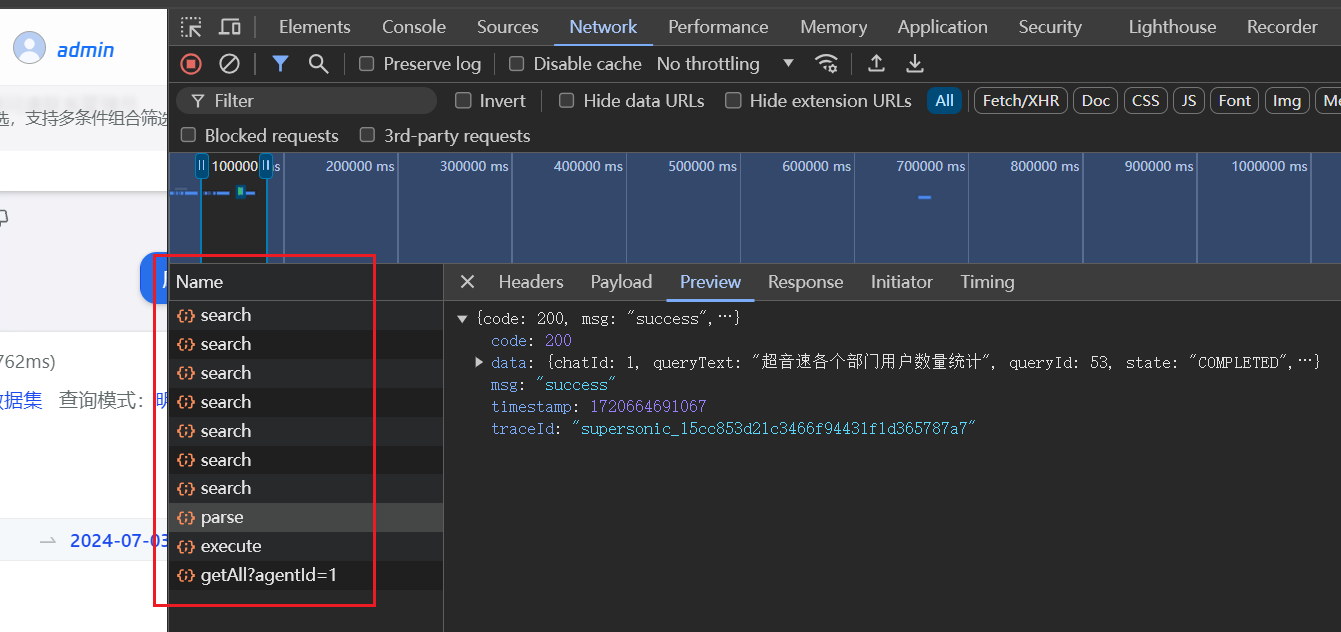 admin
选，支持多条件组合筛选
762ms)
数据集 查询模式：明
2024-07-03
Elements Console Sources Network Performance Memory Application Security Lighthouse Recorder
Preserve log Disable cache No throttling
Filter Invert Hide data URLs Hide extension URLs All Fetch/XHR Doc CSS JS Font Img Me
Blocked requests 3rd-party requests
100000 ms 200000 ms 300000 ms 400000 ms 500000 ms 600000 ms 700000 ms 800000 ms 900000 ms 1000000 ms
Name
search
search
search
search
search
search
search
parse
execute
getAll?agentId=1
Headers Payload Preview Response Initiator Timing
{code: 200, msg: "success",…}
code: 200
data: {chatId: 1, queryText: "超音速各个部门用户数量统计", queryId: 53, state: "COMPLETED",…}
msg: "success"
timestamp: 1720664691067
traceId: "supersonic_15cc853d21c3466f94431f1d365787a7"